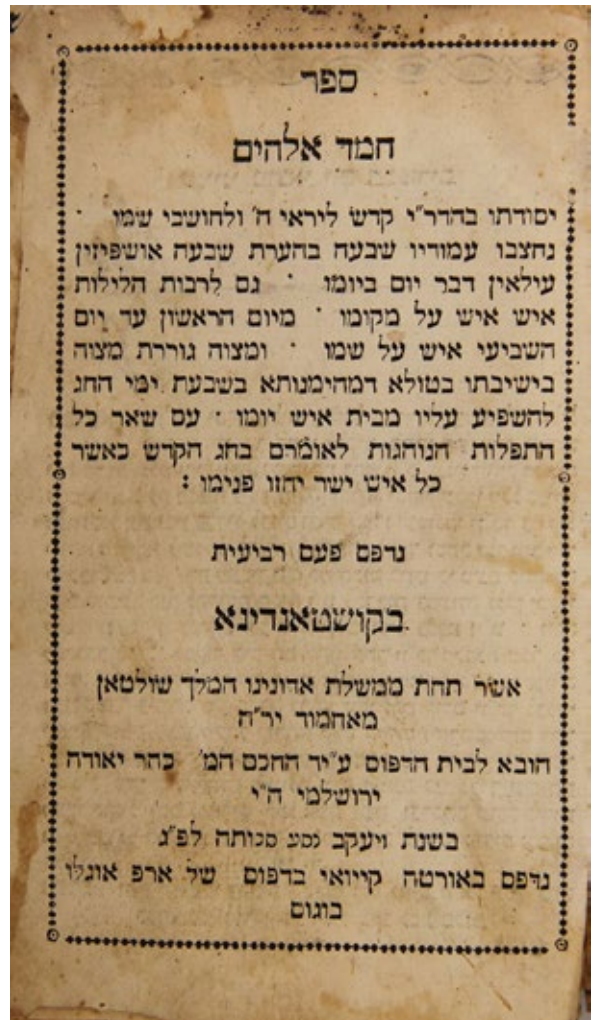 ספר
חמד אלהים
יסודתו בהדר"י קדש ליראי ה' ולחושבי שמו ·
נחצבו עמודיו שבעה בהערת שבעה אושפיזין
עילאין דבר יום ביומו · גם לרבות הלילות
איש איש על מקומו · מיום הראשון עד יום
השביעי איש על שמו · ומצוה גוררת מצוה
בישיבתו בטולא דמהימנותא בשבעת ימי החג
להשפיע עליו מבית איש יומו · עם שאר כל
התפלות הנוהגות לאומרם בחג הקדש כאשר
כל איש ישר יחזו פנימו :
נדפס פעם רביעית
בקושטאנדינא
אשר תחת ממשלת אדונינו המלך שולטאן
מאחמוד יר"ה
הובא לבית הדפוס ע"יד החכם המ' כהר יאודה
ירושלמי ה"י
בשנת ויעקב נסע סכותה לפ"ג
נדפס באורטה קייואי בדפוס של ארפ אוגלו
בוגוס